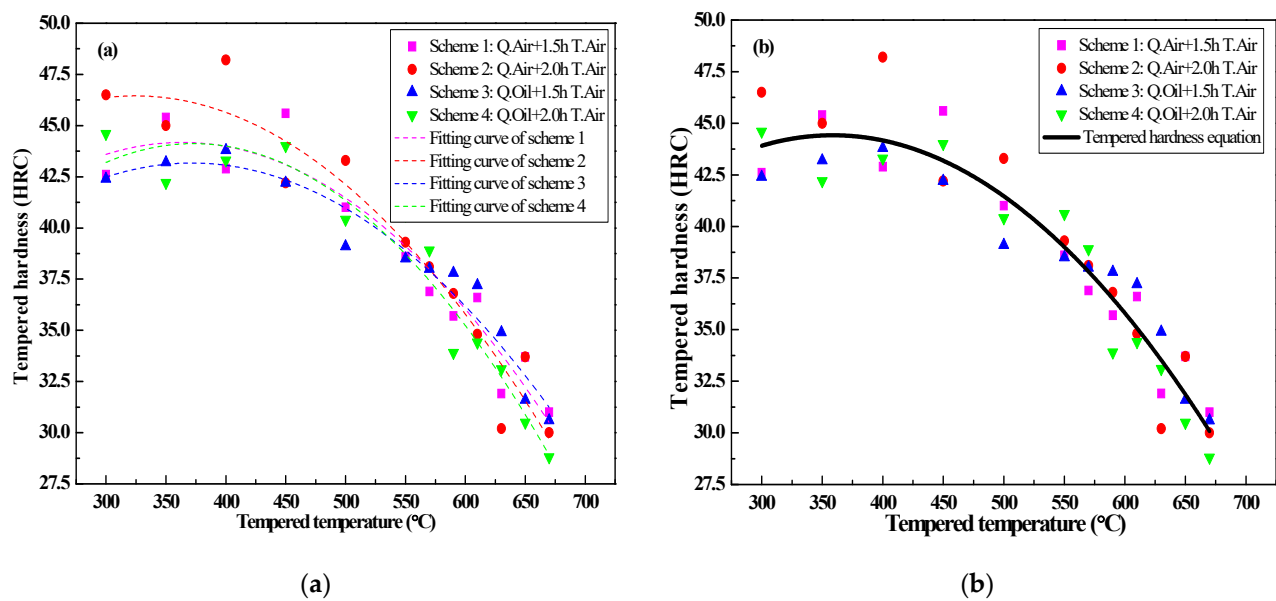 (a)
Scheme 1: Q.Air+1.5h T.Air
Scheme 2: Q.Air+2.0h T.Air
Scheme 3: Q.Oil+1.5h T.Air
Scheme 4: Q.Oil+2.0h T.Air
Fitting curve of scheme 1
Fitting curve of scheme 2
Fitting curve of scheme 3
Fitting curve of scheme 4
Tempered hardness (HRC)
50.0
47.5
45.0
42.5
40.0
37.5
35.0
32.5
30.0
27.5
300 350 400 450 500 550 600 650 700
Tempered temperature (°C)
(a)
(b)
Scheme 1: Q.Air+1.5h T.Air
Scheme 2: Q.Air+2.0h T.Air
Scheme 3: Q.Oil+1.5h T.Air
Scheme 4: Q.Oil+2.0h T.Air
Tempered hardness equation
Tempered hardness (HRC)
50.0
47.5
45.0
42.5
40.0
37.5
35.0
32.5
30.0
27.5
300 350 400 450 500 550 600 650 700
Tempered temperature (°C)
(b)